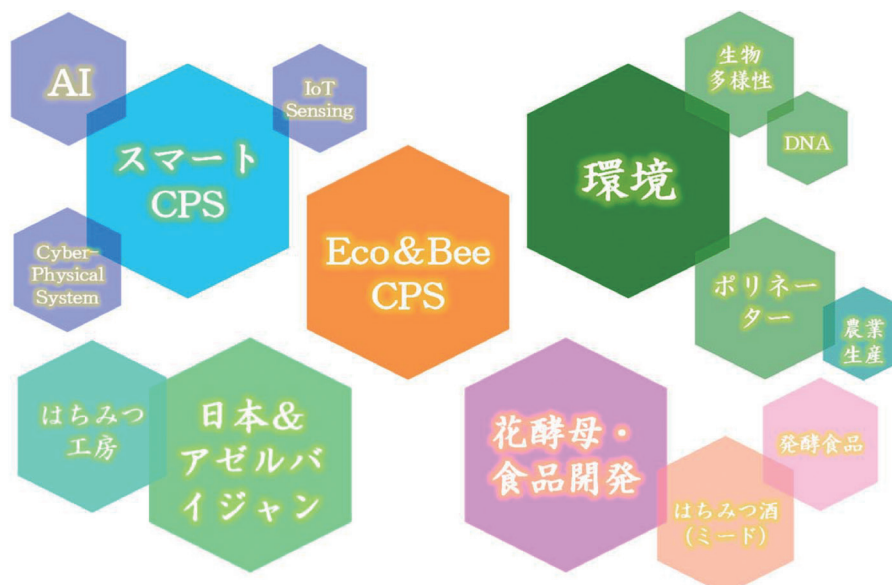 AI
IoT
Sensing
スマート
CPS
Cyber-
Physical
System
Eco&Bee
CPS
環境
生物
多様性
DNA
ポリネー
ター
農業
生産
はちみつ
工房
日本&
アゼルバ
イジャン
花酵母・
食品開発
発酵食品
はちみつ酒
(ミード)